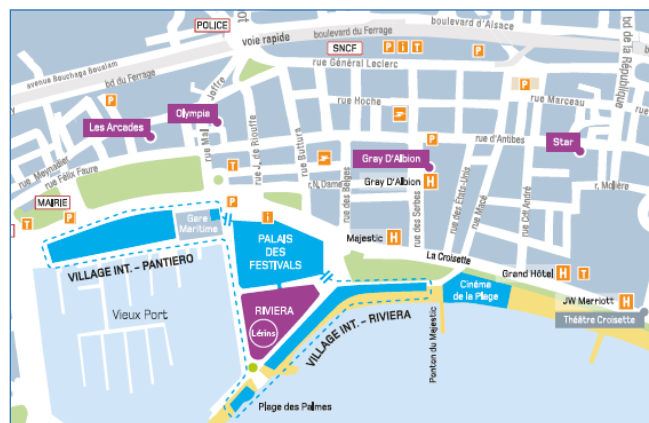 POLICE
boulevard d'Alsace
boulevard du Ferrage
voie rapide
SNCF
P i T
P
bd de la République
avenue Bachaga Boualam
bd du Ferrage
rue Général Leclerc
P
P
rue Hoche
rue Marceau
Joffre
Olympia
Les Arcades
rue Mal
rue J. de Riouffe
rue Buttura
P
rue d'Antibes
Star
rue Meynadier
rue Félix Faure
T
Gray D'Albion
Gray D'Albion H
r. N. Dame
rue des Belges
rue des Serbes
rue des Etats-Unis
rue Macé
rue Cdt André
r. Molière
MAIRIE
T
P
P
i
Gare
Maritime
PALAIS
DES
FESTIVALS
Majestic H
La Croisette
VILLAGE INT. – PANTIERO
Grand Hôtel H T
Cinéma
de la Plage
JW Marriott H
Théâtre Croisette
Vieux Port
RIVIERA
Lérins
VILLAGE INT. – RIVIERA
Ponton du Majestic
Plage des Palmes